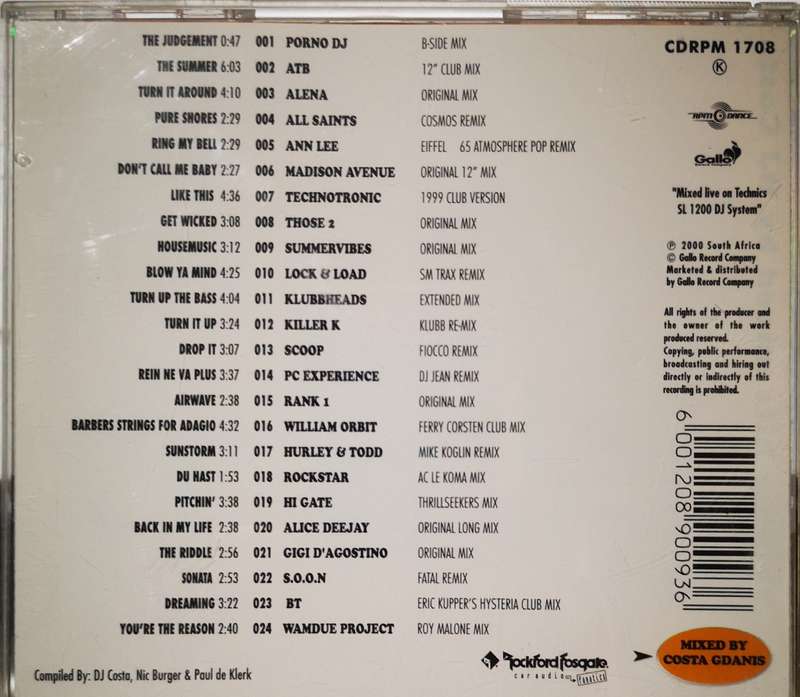 THE JUDGEMENT 0:47 001 PORNO DJ B-SIDE MIX
THE SUMMER 6:03 002 ATB 12" CLUB MIX
TURN IT AROUND 4:10 003 ALENA ORIGINAL MIX
PURE SHORES 2:29 004 ALL SAINTS COSMOS REMIX
RING MY BELL 2:29 005 ANN LEE EIFFEL 65 ATMOSPHERE POP REMIX
DON'T CALL ME BABY 2:27 006 MADISON AVENUE ORIGINAL 12" MIX
LIKE THIS 4:36 007 TECHNOTRONIC 1999 CLUB VERSION
GET WICKED 3:08 008 THOSE 2 ORIGINAL MIX
HOUSEMUSIC 3:12 009 SUMMERVIBES ORIGINAL MIX
BLOW YA MIND 4:25 010 LOCK & LOAD SM TRAX REMIX
TURN UP THE BASS 4:04 011 KLUBBHEADS EXTENDED MIX
TURN IT UP 3:24 012 KILLER K KLUBB RE-MIX
DROP IT 3:07 013 SCOOP FIOCCO REMIX
REIN NE VA PLUS 3:37 014 PC EXPERIENCE DJ JEAN REMIX
AIRWAVE 2:38 015 RANK 1 ORIGINAL MIX
BARBERS STRINGS FOR ADAGIO 4:32 016 WILLIAM ORBIT FERRY CORSTEN CLUB MIX
SUNSTORM 3:11 017 HURLEY & TODD MIKE KOGLIN REMIX
DU HAST 1:53 018 ROCKSTAR AC LE KOMA MIX
PITCHIN' 3:38 019 HI GATE THRILLSEEKERS MIX
BACK IN MY LIFE 2:38 020 ALICE DEEJAY ORIGINAL LONG MIX
THE RIDDLE 2:56 021 GIGI D'AGOSTINO ORIGINAL MIX
SONATA 2:53 022 S.O.O.N FATAL REMIX
DREAMING 3:22 023 BT ERIC KUPPER'S HYSTERIA CLUB MIX
YOU'RE THE REASON 2:40 024 WAMDUE PROJECT ROY MALONE MIX
Compiled By: DJ Costa, Nic Burger & Paul de Klerk
CDRPM 1708
K
RPM DANCE
Gallo
"Mixed live on Technics
SL 1200 DJ System"
℗ 2000 South Africa
© Gallo Record Company
Marketed & distributed
by Gallo Record Company
All rights of the producer and
the owner of the work
produced reserved.
Copying, public performance,
broadcasting and hiring out
directly or indirectly of this
recording is prohibited.
6 001208 900936
Rockford Fosgate
car audio for fanatics
MIXED BY
COSTA GDANIS